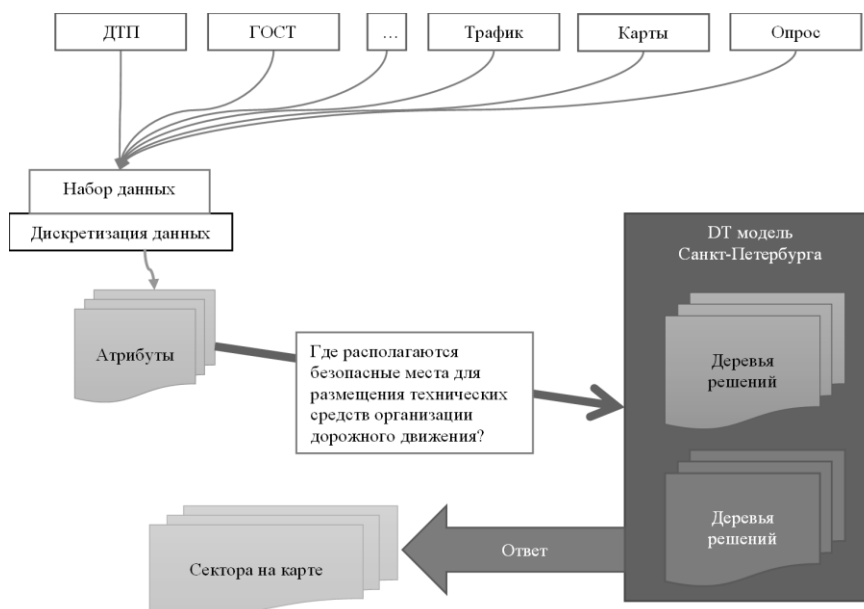 ДТП
ГОСТ
...
Трафик
Карты
Опрос
Набор данных
Дискретизация данных
DT модель
Санкт-Петербурга
Атрибуты
Где располагаются
безопасные места для
размещения технических
средств организации
дорожного движения?
Деревья
решений
Деревья
решений
Ответ
Сектора на карте